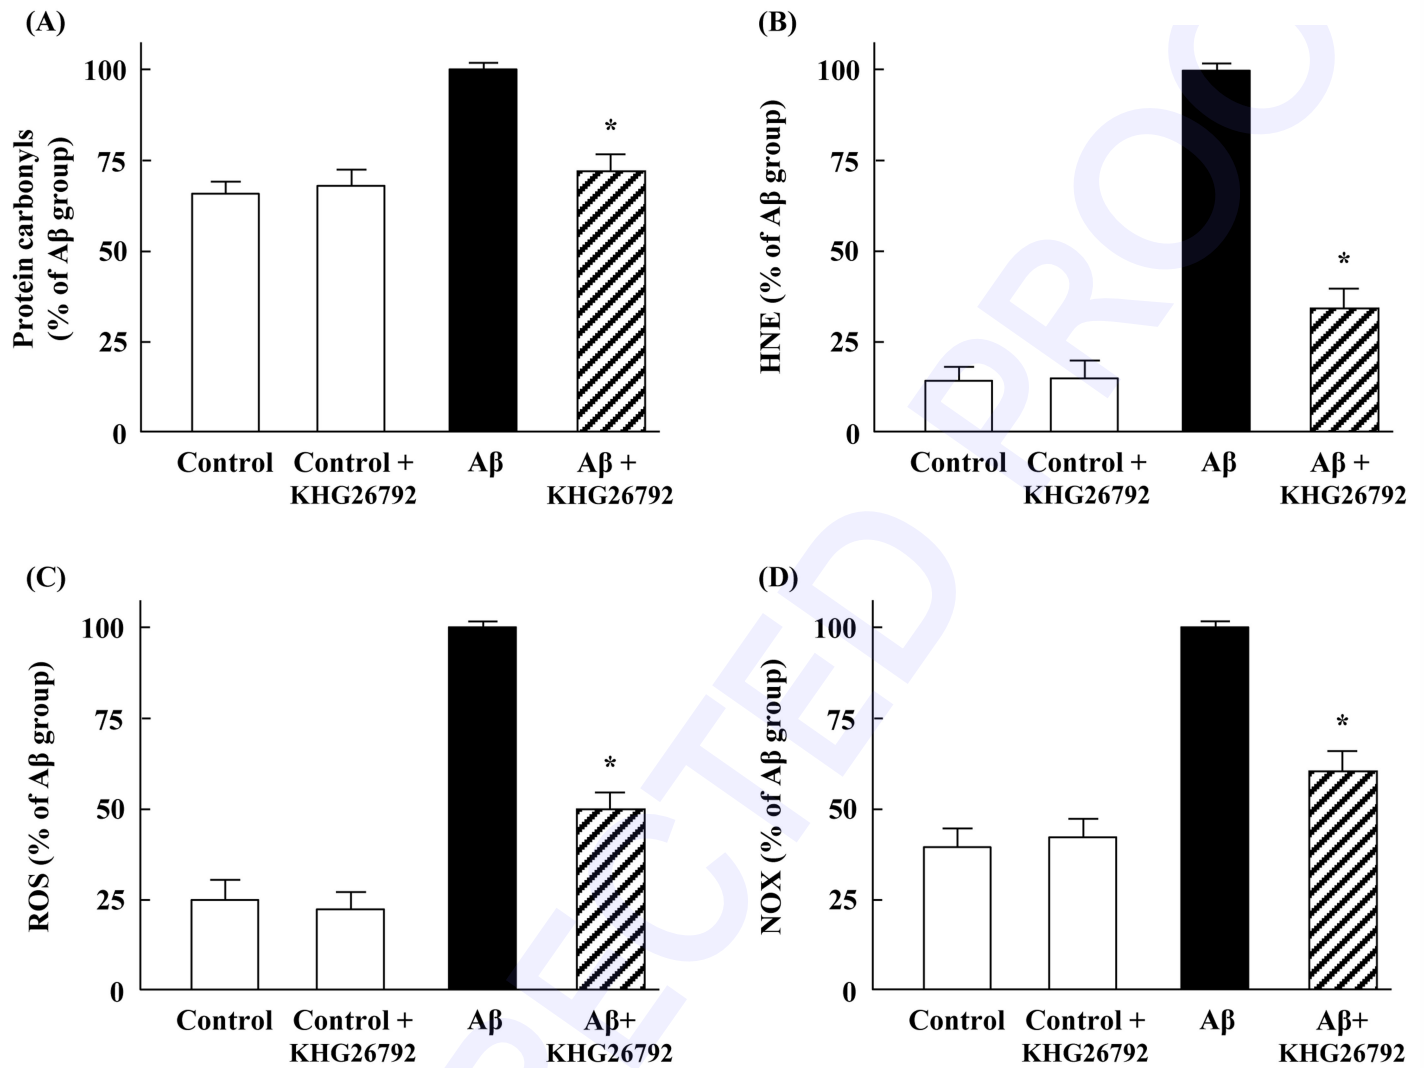 (A)
100
75
50
25
0
Protein carbonyls
(% of Aβ group)
*
Control Control + Aβ Aβ +
KHG26792 KHG26792
(B)
100
75
50
25
0
HNE (% of Aβ group)
*
Control Control + Aβ Aβ +
KHG26792 KHG26792
(C)
100
75
50
25
0
ROS (% of Aβ group)
*
Control Control + Aβ Aβ+
KHG26792 KHG26792
(D)
100
75
50
25
0
NOX (% of Aβ group)
*
Control Control + Aβ Aβ+
KHG26792 KHG26792
RECTED PROO